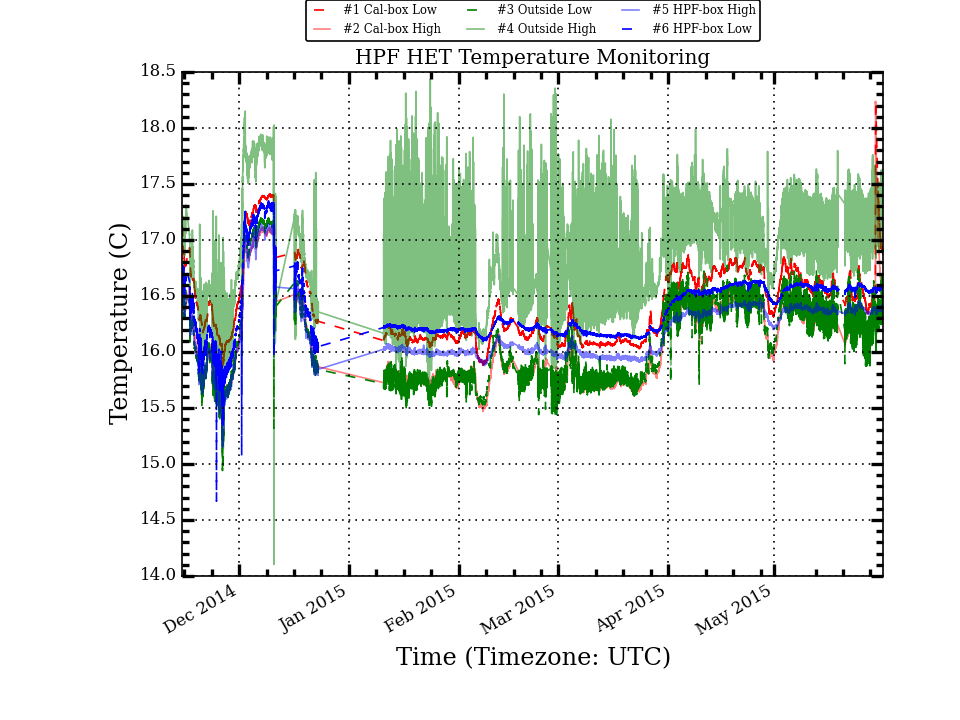 #1 Cal-box Low #3 Outside Low #5 HPF-box High
#2 Cal-box High #4 Outside High #6 HPF-box Low
HPF HET Temperature Monitoring
18.5
18.0
17.5
17.0
16.5
16.0
15.5
15.0
14.5
14.0
Temperature (C)
Dec 2014 Jan 2015 Feb 2015 Mar 2015 Apr 2015 May 2015
Time (Timezone: UTC)